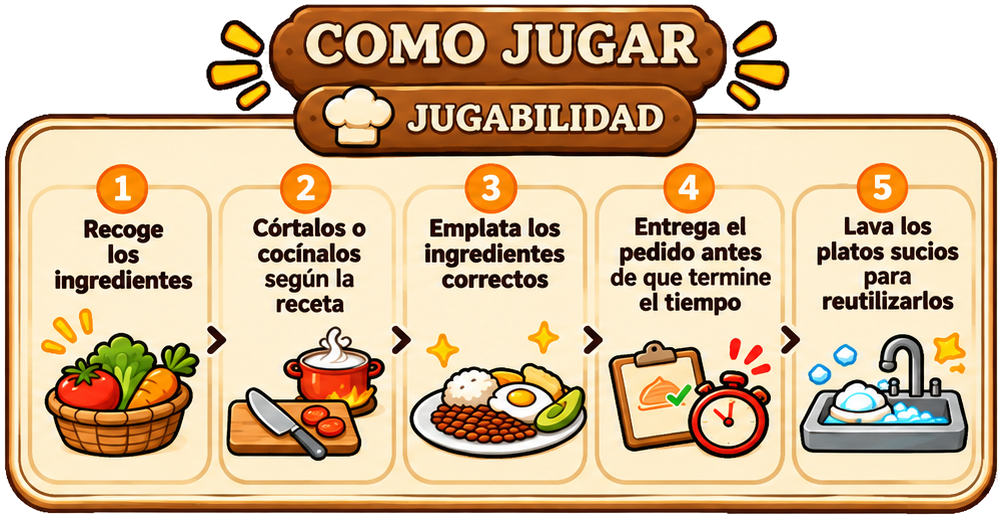 COMO JUGAR
JUGABILIDAD
1
Recoge
los
ingredientes
2
Córtalos o
cocínalos
según la
receta
3
Emplata los
ingredientes
correctos
4
Entrega el
pedido antes
de que termine
el tiempo
5
Lava los
platos sucios
para
reutilizarlos